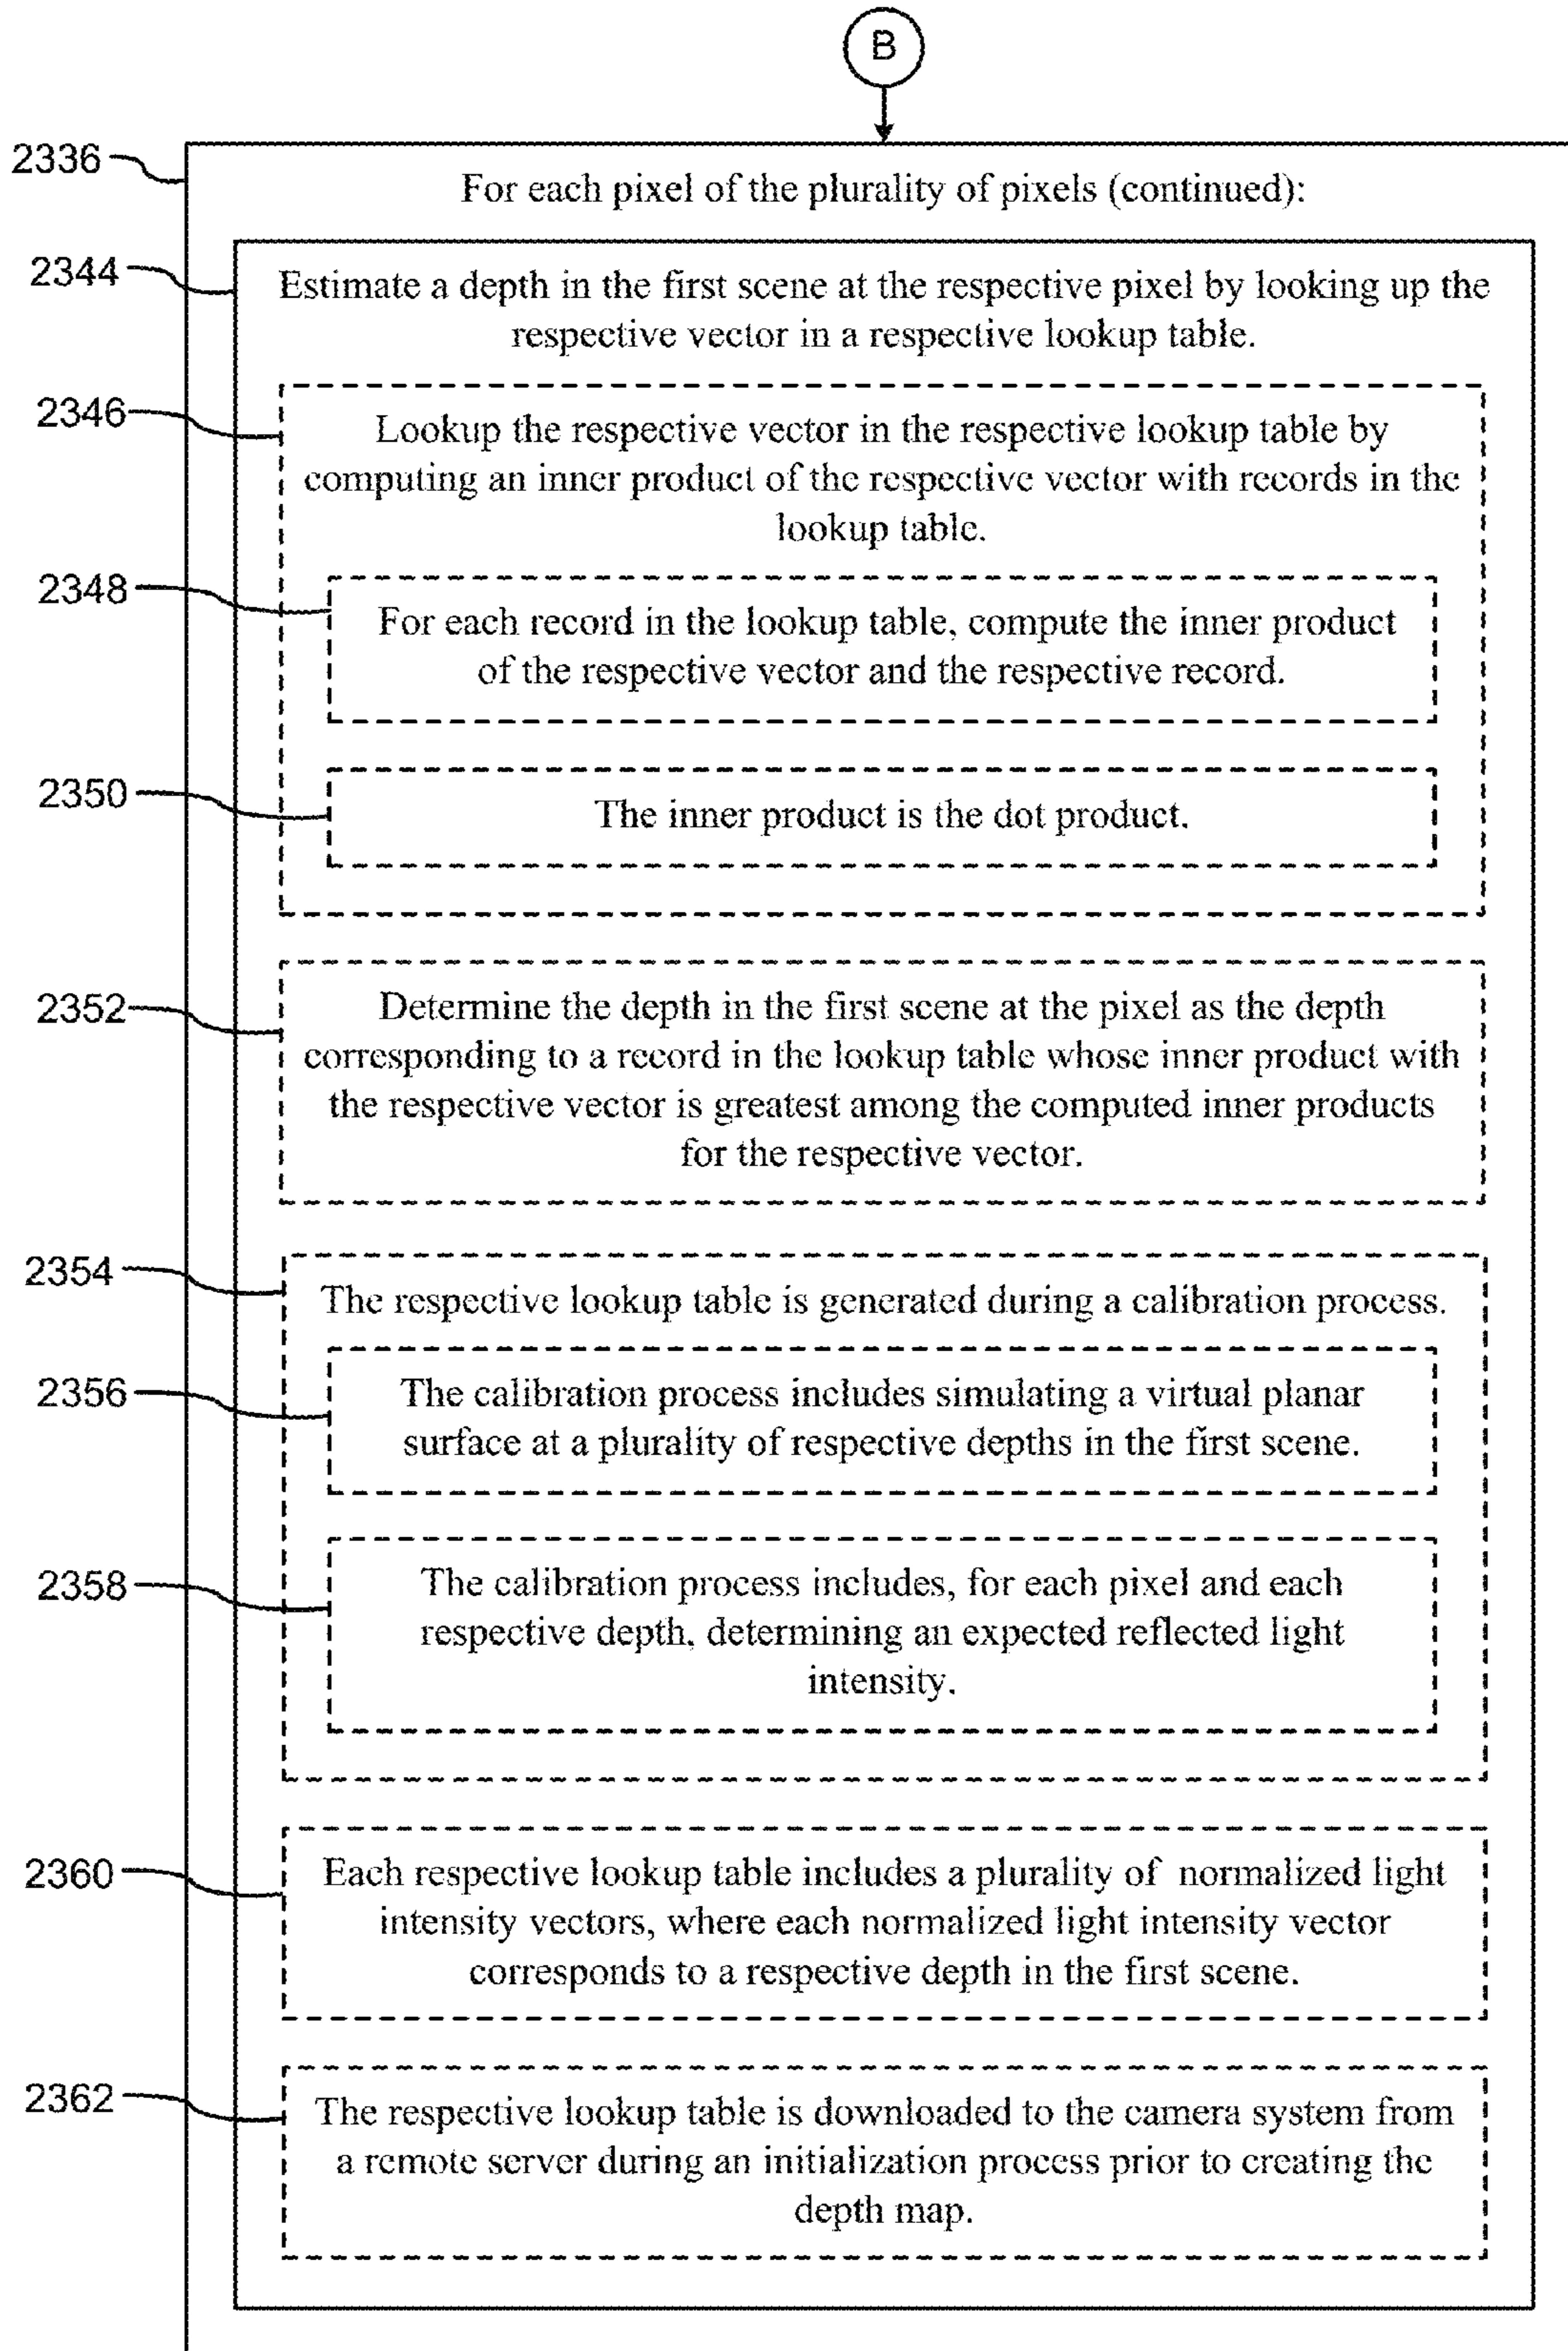 B
2336
For each pixel of the plurality of pixels (continued):
2344
Estimate a depth in the first scene at the respective pixel by looking up the
respective vector in a respective lookup table.
2346
Lookup the respective vector in the respective lookup table by
computing an inner product of the respective vector with records in the
lookup table.
2348
For each record in the lookup table, compute the inner product
of the respective vector and the respective record.
2350
The inner product is the dot product.
2352
Determine the depth in the first scene at the pixel as the depth
corresponding to a record in the lookup table whose inner product with
the respective vector is greatest among the computed inner products
for the respective vector.
2354
The respective lookup table is generated during a calibration process.
2356
The calibration process includes simulating a virtual planar
surface at a plurality of respective depths in the first scene.
2358
The calibration process includes, for each pixel and each
respective depth, determining an expected reflected light
intensity.
2360
Each respective lookup table includes a plurality of normalized light
intensity vectors, where each normalized light intensity vector
corresponds to a respective depth in the first scene.
2362
The respective lookup table is downloaded to the camera system from
a remote server during an initialization process prior to creating the
depth map.